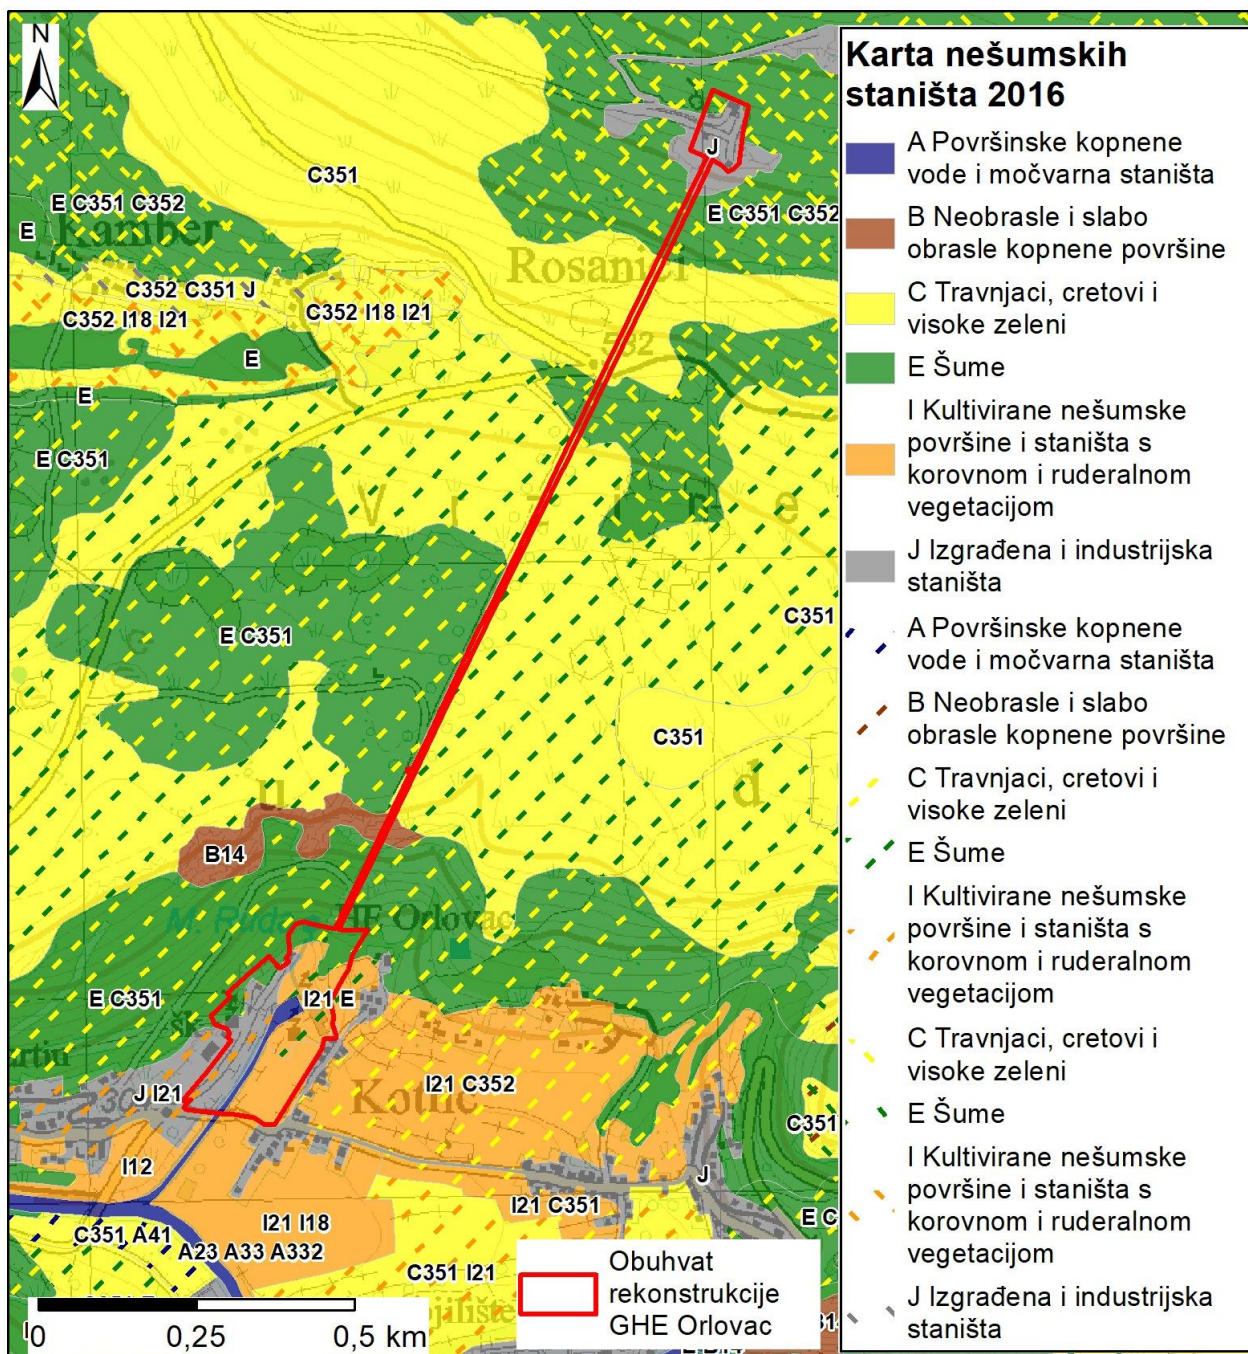 N
C351
E C351 C352
E
Kamber
J
E C351 C352
Rosanići
C352 C351 J
C352 I18 I21
C352 I18 I21
532
E
E
E C351
V r z i n e
E C351
C351
C351
u
d
B14
M. Ruda
HE Orlovac
E C351
I21 E
šk
J I21
I21 C352
Kotlić
C351
I12
J
I21 C351
I21 I18
C351 A41
A23 A33 A332
C351 I21
0 0,25 0,5 km
Obuhvat
rekonstrukcije
GHE Orlovac
Karta nešumskih
staništa 2016
A Površinske kopnene
vode i močvarna staništa
B Neobrasle i slabo
obrasle kopnene površine
C Travnjaci, cretovi i
visoke zeleni
E Šume
I Kultivirane nešumske
površine i staništa s
korovnom i ruderalnom
vegetacijom
J Izgrađena i industrijska
staništa
A Površinske kopnene
vode i močvarna staništa
B Neobrasle i slabo
obrasle kopnene površine
C Travnjaci, cretovi i
visoke zeleni
E Šume
I Kultivirane nešumske
površine i staništa s
korovnom i ruderalnom
vegetacijom
C Travnjaci, cretovi i
visoke zeleni
E Šume
I Kultivirane nešumske
površine i staništa s
korovnom i ruderalnom
vegetacijom
J Izgrađena i industrijska
staništa